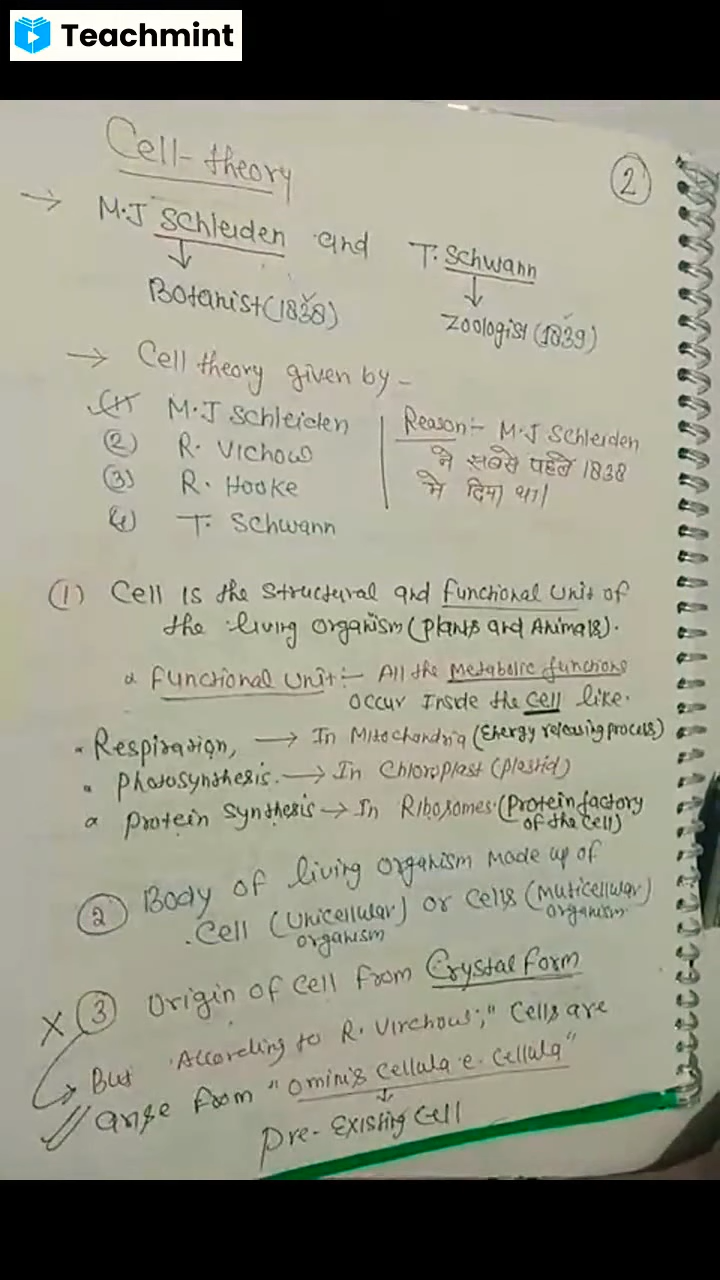 Teachmint
Cell-theory
2
→ M.J Schleiden and T. Schwann
↓ ↓
Botanist (1838) Zoologist (1839)
→ Cell theory given by -
(1) M.J Schleiden
(2) R. Vichow
(3) R. Hooke
(4) T. Schwann
Reason:- M.J Schleiden
ने सबसे पहले 1838
मे दिया था।
(1) Cell is the structural and functional unit of
the living organism (plants and Animals).
Functional unit:- All the metabolic functions
occur inside the cell like.
Respiration, → In Mitochondria (Energy releasing process)
Photosynthesis. → In Chloroplast (plastid)
Protein synthesis → In Ribosomes. (Protein factory
of the cell)
(2) Body of living organism made up of
Cell (Unicellular) or Cells (Muticellular)
organism organism
X (3) Origin of cell from Crystal form
But According to R. Virchow; "Cells are
arise from "Ominis cellula e. cellula"
↓
Pre-Existing Cell